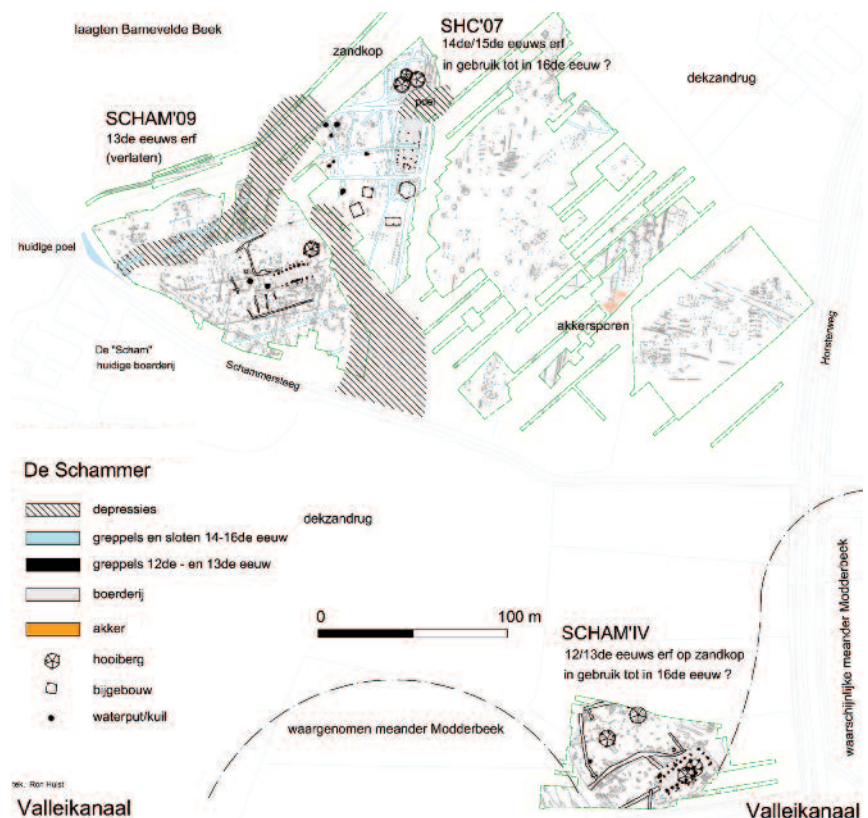 laagten Barnevelde Beek
zandkop
SHC'07
14de/15de eeuws erf
in gebruik tot in 16de eeuw ?
dekzandrug
poel
SCHAM'09
13de eeuws erf
(verlaten)
huidige poel
akkersporen
De "Scham"
huidige boerderij
Schammersteeg
Horsterweg
De Schammer
depressies
greppels en sloten 14-16de eeuw
greppels 12de - en 13de eeuw
boerderij
akker
hooiberg
bijgebouw
waterput/kuil
dekzandrug
0 100 m
SCHAM'IV
12/13de eeuws erf op zandkop
in gebruik tot in 16de eeuw ?
waargenomen meander Modderbeek
waarschijnlijke meander Modderbeek
tek.: Ron Hulst
Valleikanaal
Valleikanaal